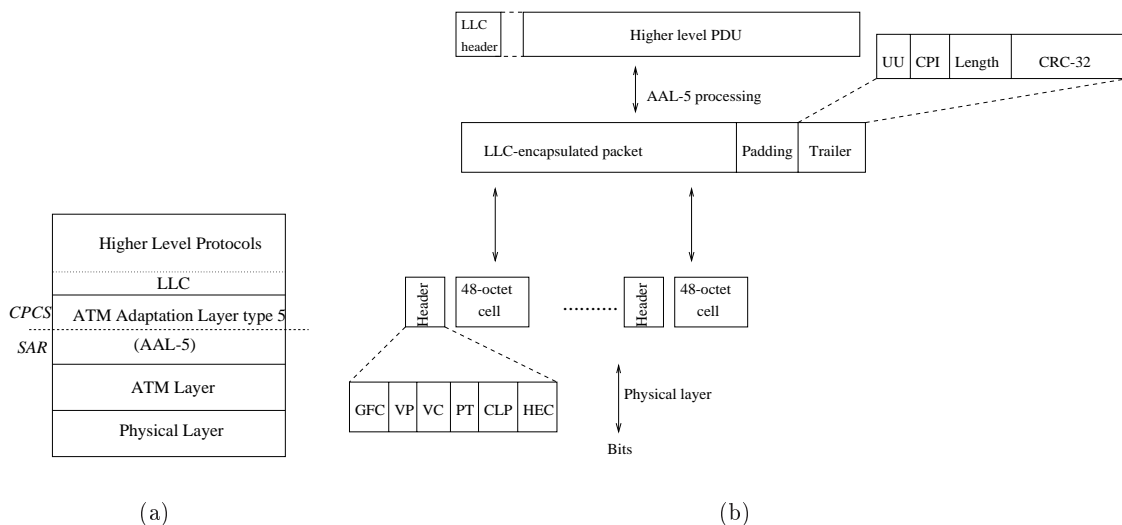 LLC
header
Higher level PDU
UU CPI Length CRC-32
AAL-5 processing
LLC-encapsulated packet Padding Trailer
Higher Level Protocols
LLC
CPCS
ATM Adaptation Layer type 5
SAR
(AAL-5)
ATM Layer
Physical Layer
Header
48-octet
cell
...........
Header
48-octet
cell
GFC VP VC PT CLP HEC
Physical layer
Bits
(a)
(b)